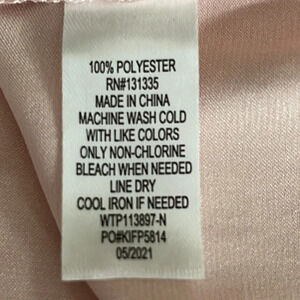 100% POLYESTER
RN#131335
MADE IN CHINA
MACHINE WASH COLD
WITH LIKE COLORS
ONLY NON-CHLORINE
BLEACH WHEN NEEDED
LINE DRY
COOL IRON IF NEEDED
WTP113897-N
PO#KIFP5814
05/2021